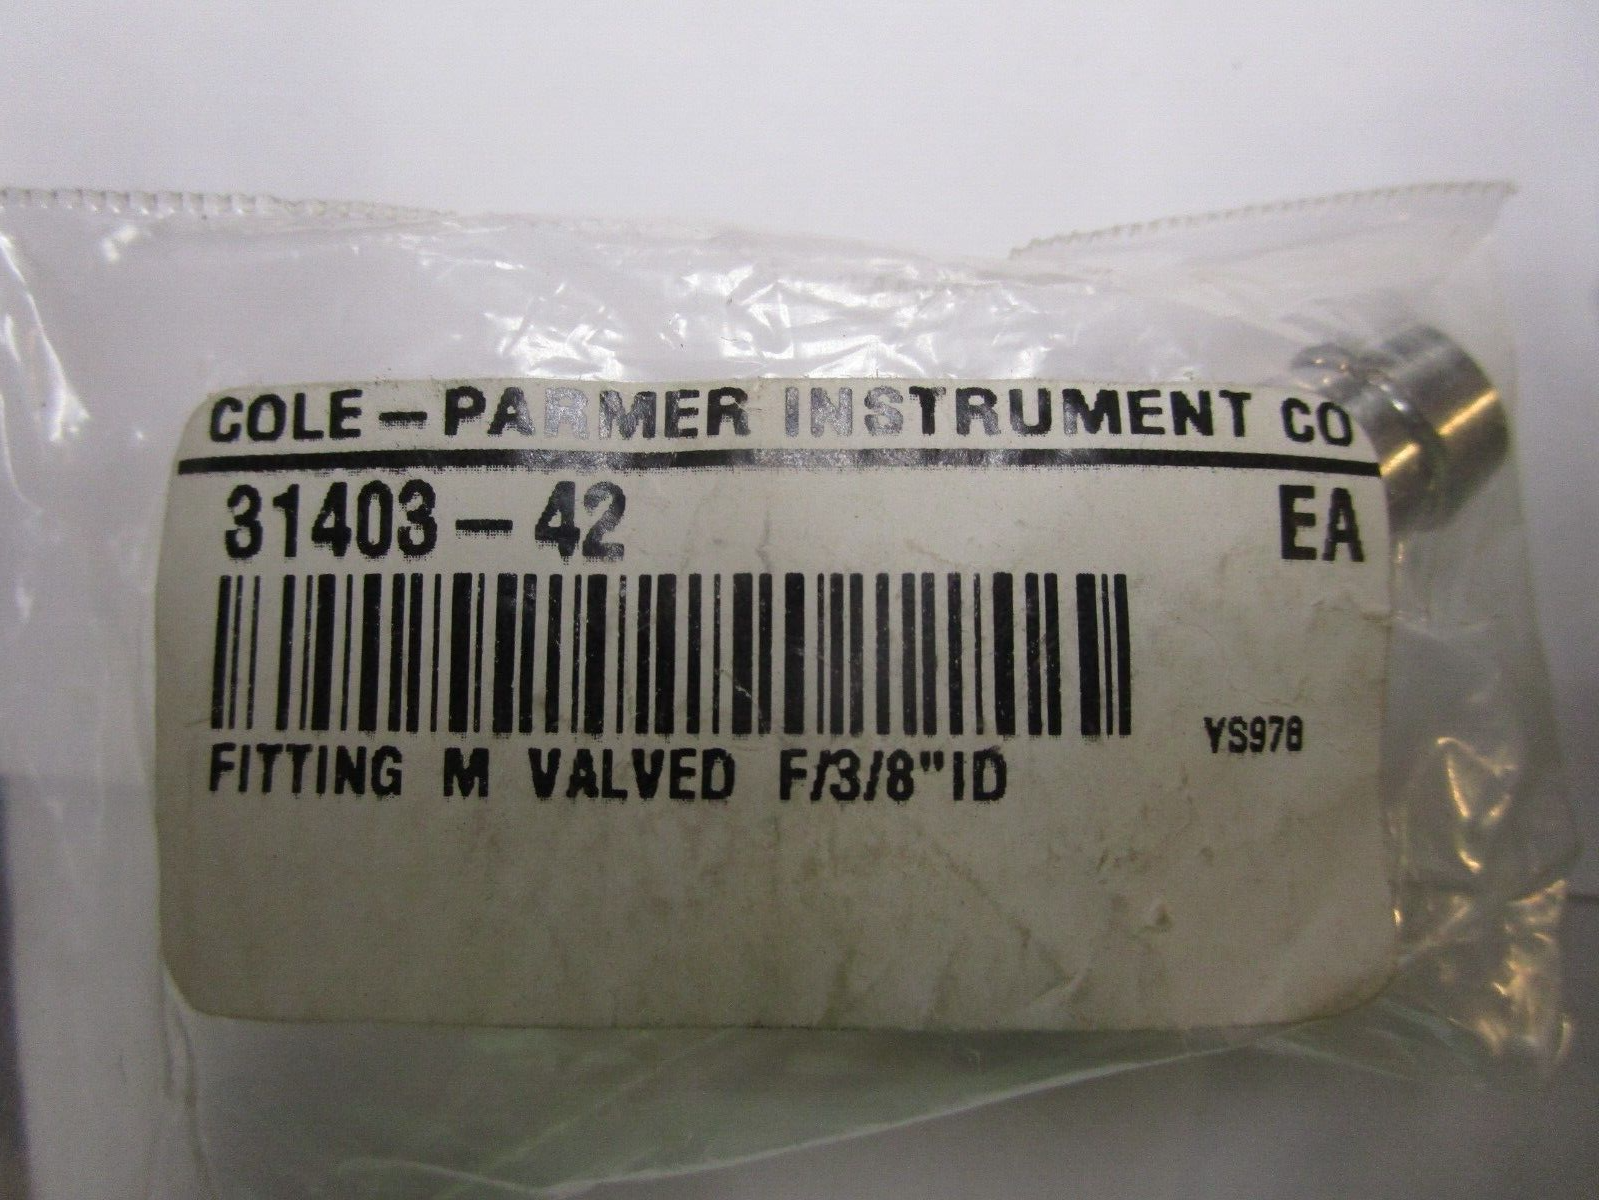 COLE-PARMER INSTRUMENT CO
31403-42 EA
YS978
FITTING M VALVED F/3/8"ID